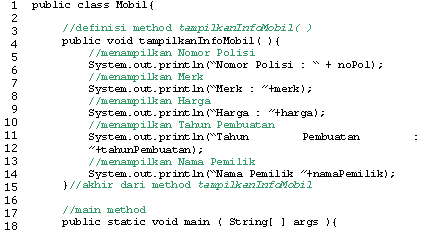 1 public class Mobil{
2
3 //definisi method tampilkanInfoMobil( )
4 public void tampilkanInfoMobil( ){
5 //menampilkan Nomor Polisi
5 System.out.println(“Nomor Polisi : “ + noPol);
6 //menampilkan Merk
7 System.out.println(“Merk : ”+merk);
8 //menampilkan Harga
9 System.out.println(“Harga : ”+harga);
10 //menampilkan Tahun Pembuatan
11 System.out.println(“Tahun Pembuatan :
12 ”+tahunPembuatan);
13 //menampilkan Nama Pemilik
14 System.out.println(“Nama Pemilik ”+namaPemilik);
15 }//akhir dari method tampilkanInfoMobil
16
17 //main method
18 public static void main ( String[ ] args ){